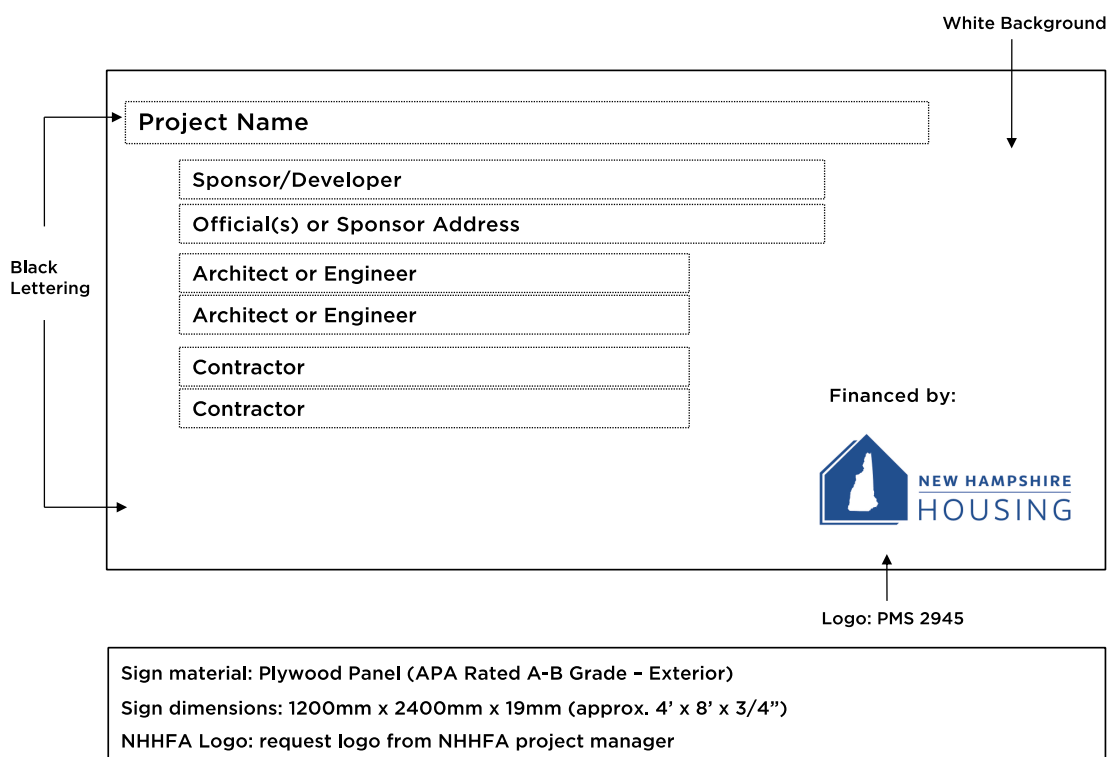 White Background
Project Name
Sponsor/Developer
Official(s) or Sponsor Address
Black
Lettering
Architect or Engineer
Architect or Engineer
Contractor
Contractor
Financed by:
NEW HAMPSHIRE
HOUSING
Logo: PMS 2945
Sign material: Plywood Panel (APA Rated A-B Grade – Exterior)
Sign dimensions: 1200mm x 2400mm x 19mm (approx. 4’ x 8’ x 3/4”)
NHHFA Logo: request logo from NHHFA project manager